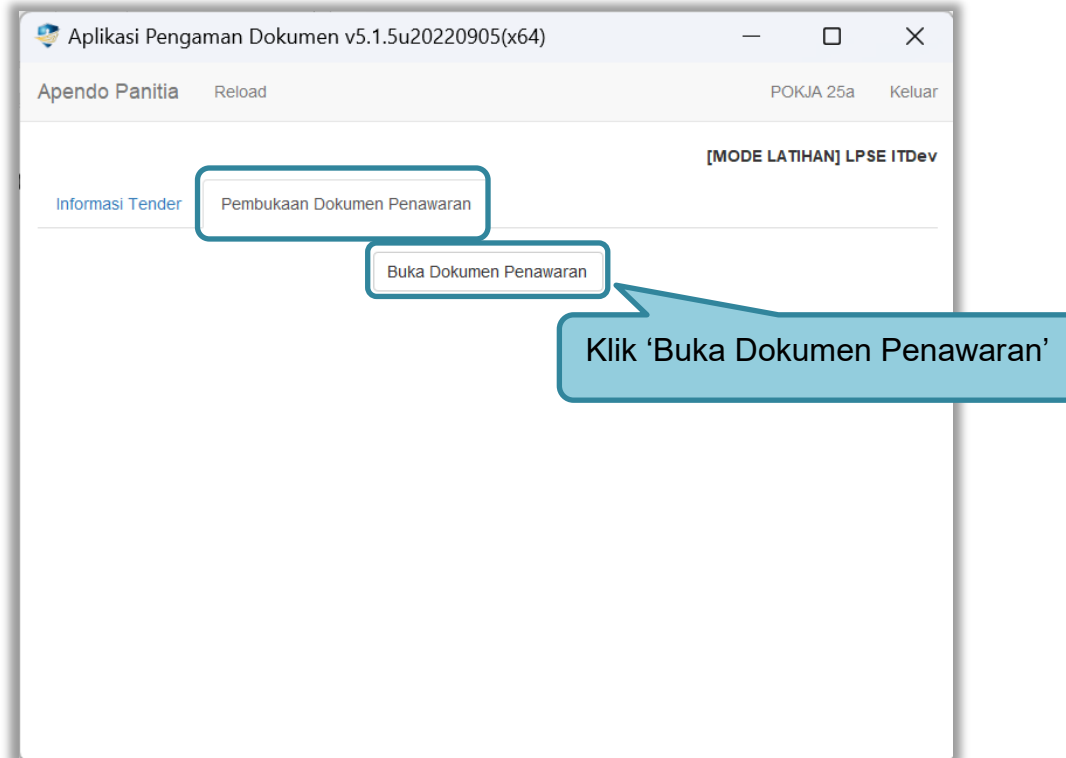 Aplikasi Pengaman Dokumen v5.1.5u20220905(x64)
Apendo Panitia Reload POKJA 25a Keluar
[MODE LATIHAN] LPSE ITDev
Informasi Tender Pembukaan Dokumen Penawaran
Buka Dokumen Penawaran
Klik ‘Buka Dokumen Penawaran’